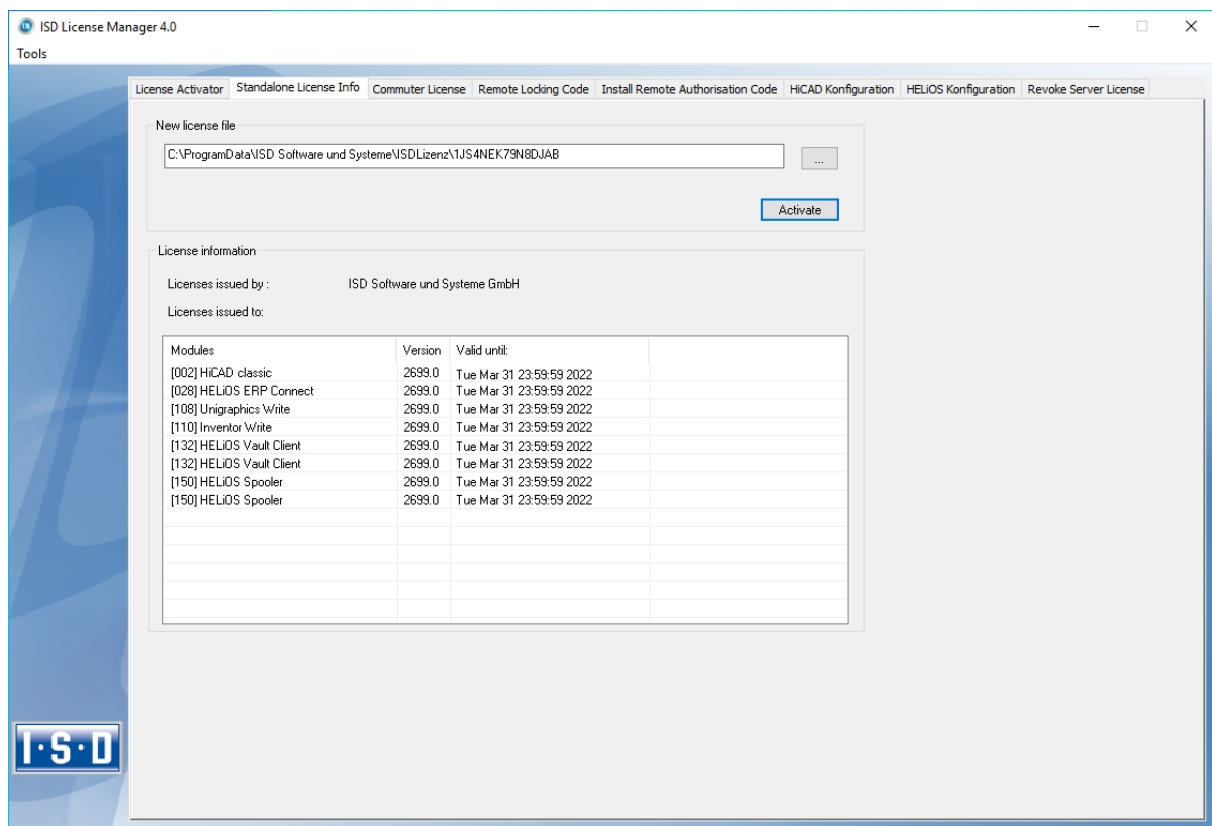 ISD License Manager 4.0
Tools
License Activator Standalone License Info Commuter License Remote Locking Code Install Remote Authorisation Code HiCAD Konfiguration HELiOS Konfiguration Revoke Server License
New license file
C:\ProgramData\ISD Software und Systeme\ISDLizenz\1JS4NEK79N8DJAB ...
Activate
License information
Licenses issued by : ISD Software und Systeme GmbH
Licenses issued to:
Modules Version Valid until:
[002] HiCAD classic 2699.0 Tue Mar 31 23:59:59 2022
[028] HELiOS ERP Connect 2699.0 Tue Mar 31 23:59:59 2022
[108] Unigraphics Write 2699.0 Tue Mar 31 23:59:59 2022
[110] Inventor Write 2699.0 Tue Mar 31 23:59:59 2022
[132] HELiOS Vault Client 2699.0 Tue Mar 31 23:59:59 2022
[132] HELiOS Vault Client 2699.0 Tue Mar 31 23:59:59 2022
[150] HELiOS Spooler 2699.0 Tue Mar 31 23:59:59 2022
[150] HELiOS Spooler 2699.0 Tue Mar 31 23:59:59 2022
I·S·D